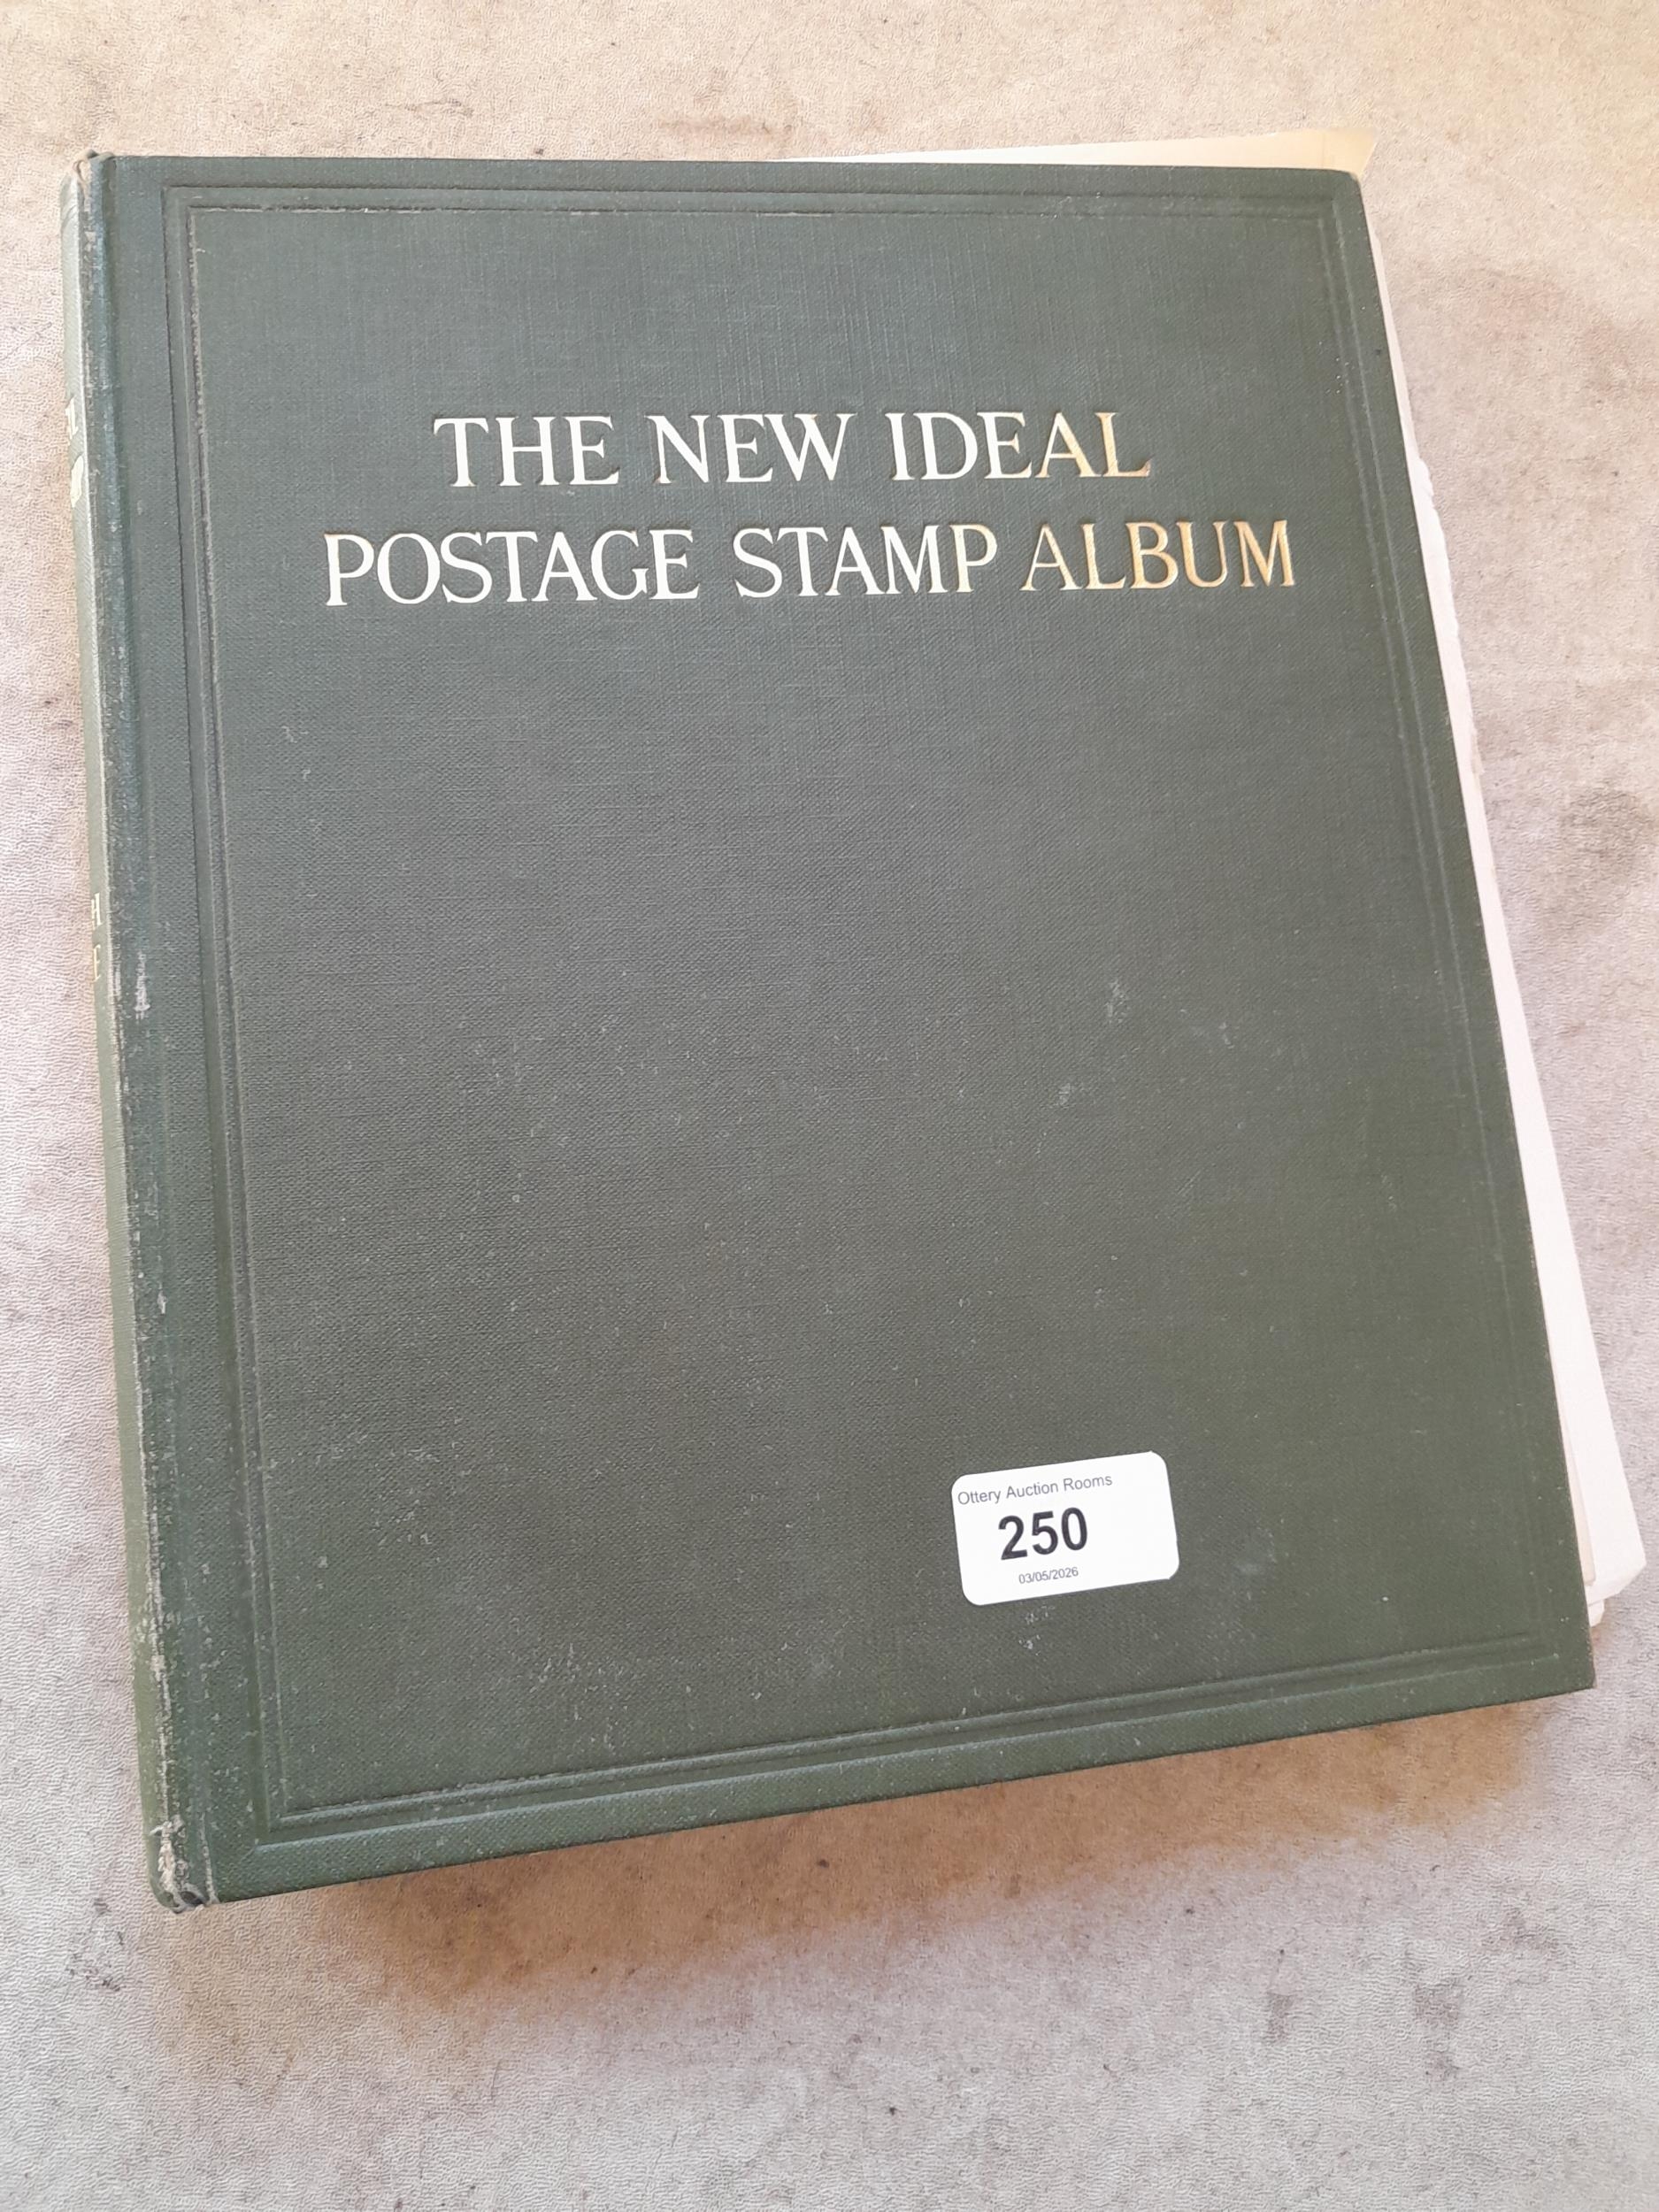 THE NEW IDEAL
POSTAGE STAMP ALBUM
Ottery Auction Rooms
250
03/05/2026